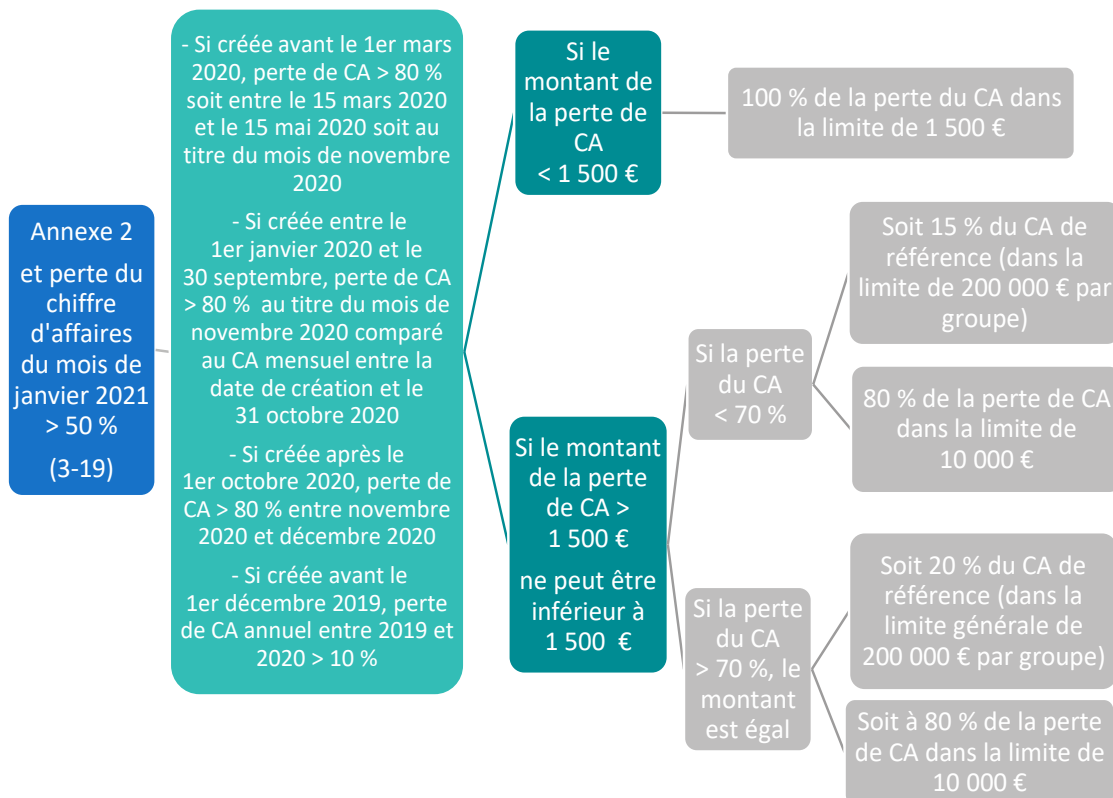 Annexe 2
et perte du
chiffre
d'affaires
du mois de
janvier 2021
> 50 %
(3-19)
- Si créée avant le 1er mars
2020, perte de CA > 80 %
soit entre le 15 mars 2020
et le 15 mai 2020 soit au
titre du mois de novembre
2020
- Si créée entre le
1er janvier 2020 et le
30 septembre, perte de CA
> 80 % au titre du mois de
novembre 2020 comparé
au CA mensuel entre la
date de création et le
31 octobre 2020
- Si créée après le
1er octobre 2020, perte de
CA > 80 % entre novembre
2020 et décembre 2020
- Si créée avant le
1er décembre 2019, perte
de CA annuel entre 2019 et
2020 > 10 %
Si le
montant de
la perte de
CA
< 1 500 €
100 % de la perte du CA dans
la limite de 1 500 €
Si le montant
de la perte
de CA >
1 500 €
ne peut être
inférieur à
1 500 €
Si la perte
du CA
< 70 %
Soit 15 % du CA de
référence (dans la
limite de 200 000 € par
groupe)
80 % de la perte de CA
dans la limite de
10 000 €
Si la perte
du CA
> 70 %, le
montant
est égal
Soit 20 % du CA de
référence (dans la
limite générale de
200 000 € par groupe)
Soit à 80 % de la perte
de CA dans la limite de
10 000 €